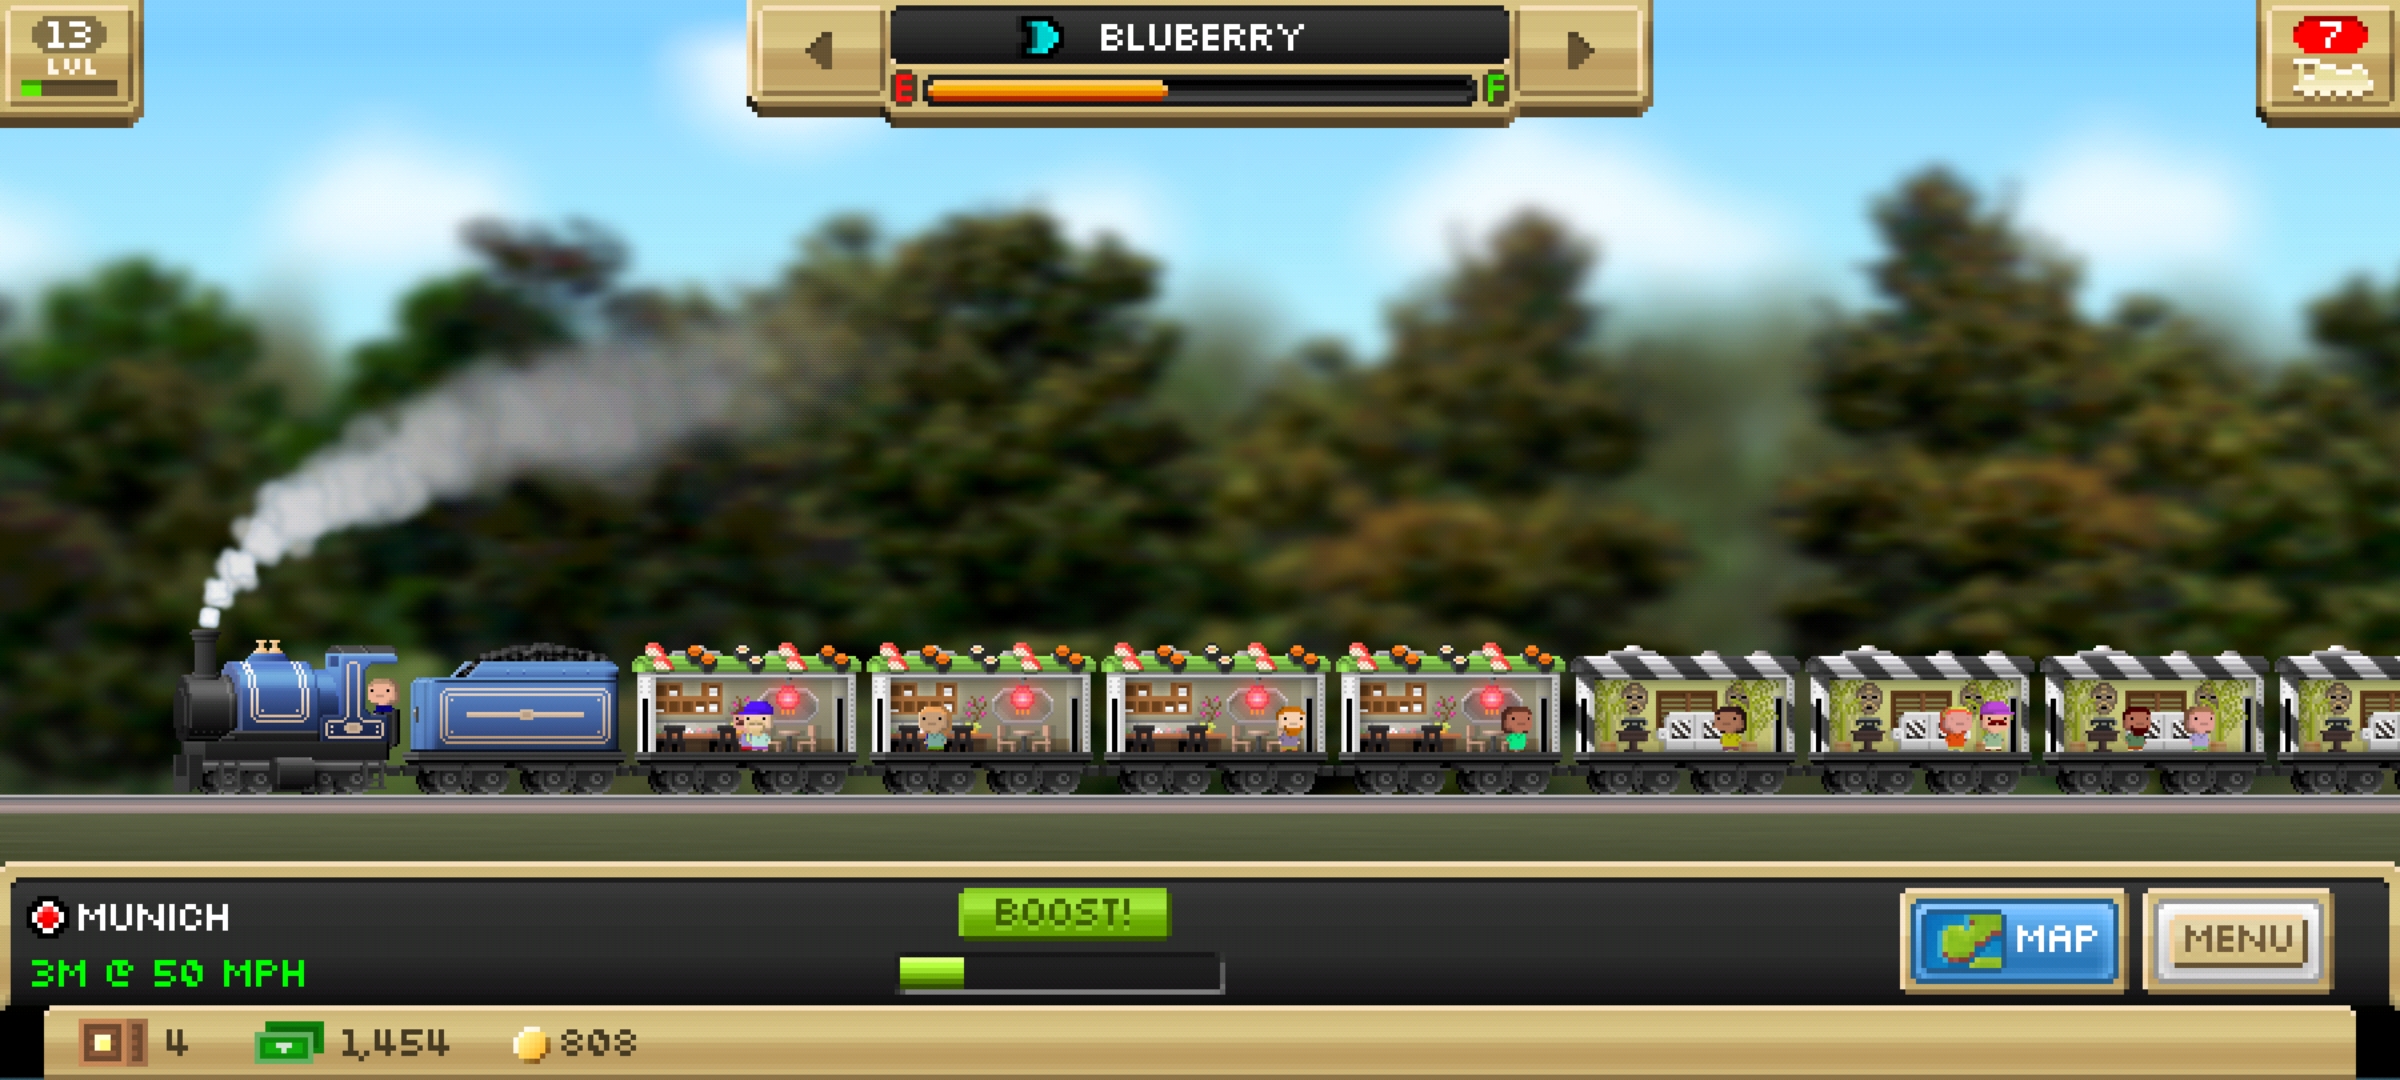 13
LVL
BLUBERRY
E
F
7
MUNICH
3M @ 50 MPH
BOOST!
MAP
MENU
4
1,454
808